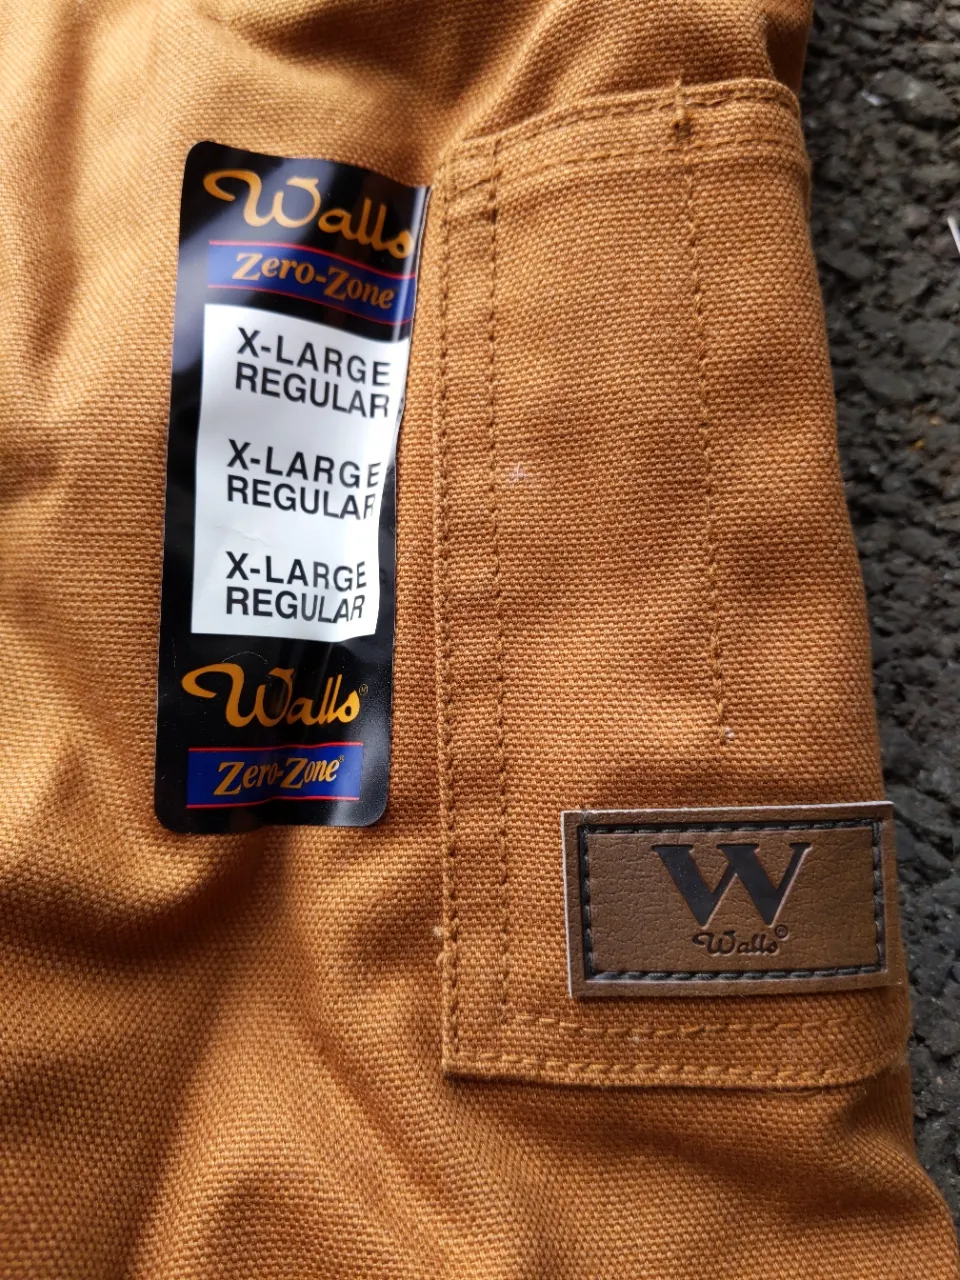 Walls
Zero-Zone
X-LARGE
REGULAR
X-LARGE
REGULAR
X-LARGE
REGULAR
Walls
Zero-Zone®
W
Walls®